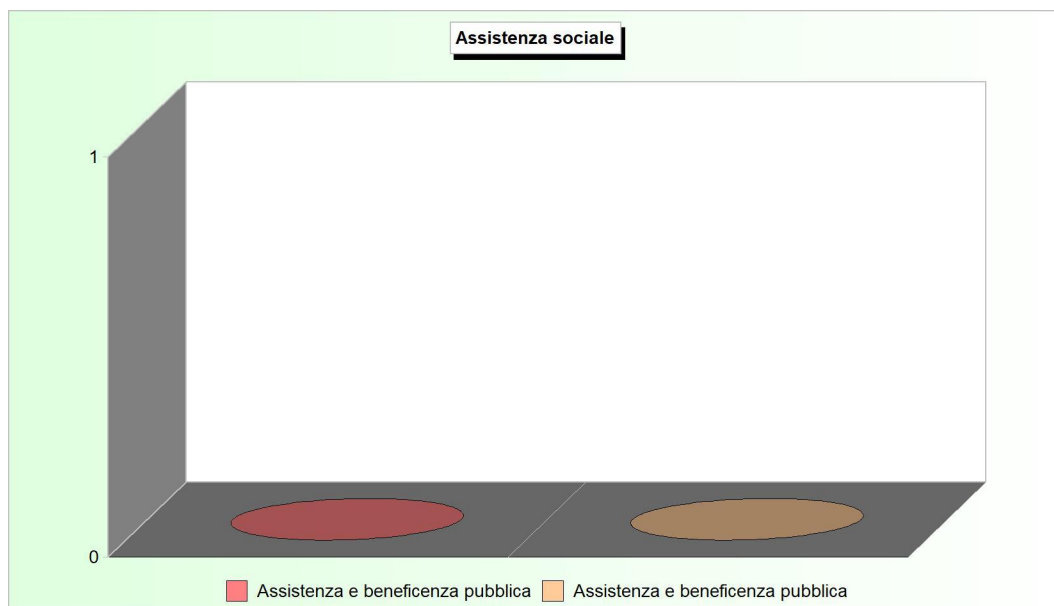 Assistenza sociale
1
0
Assistenza e beneficenza pubblica Assistenza e beneficenza pubblica